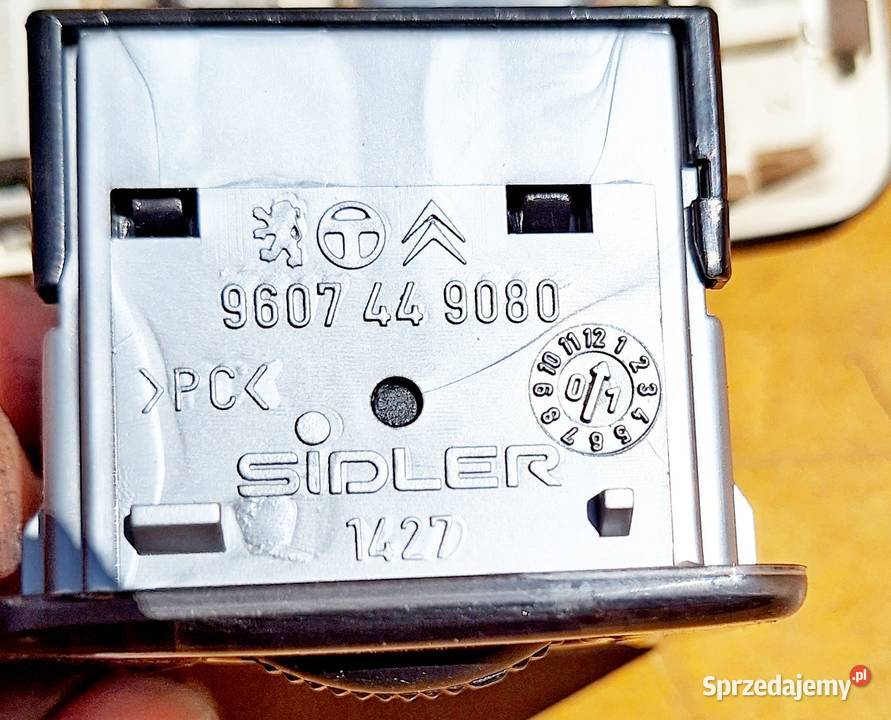 9607 44 9080
>PC<
10 11 12 1 2 3 4 5 6 7 8 9
0 1
SiDLER
1427
Sprzedajemy.pl